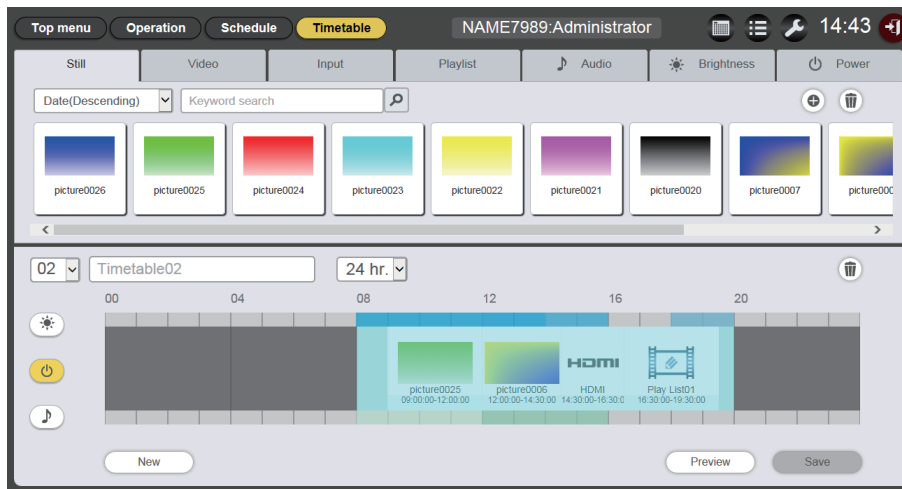 Top menu Operation Schedule Timetable NAME7989:Administrator 14:43
Still Video Input Playlist Audio Brightness Power
Date(Descending) Keyword search
picture0026 picture0025 picture0024 picture0023 picture0022 picture0021 picture0020 picture0007 picture000
02 Timetable02 24 hr.
00 04 08 12 16 20
HDMI
picture0025 picture0006 HDMI Play List01
09:00:00-12:00:00 12:00:00-14:30:00 14:30:00-16:30:0 16:30:00-19:30:00
New Preview Save